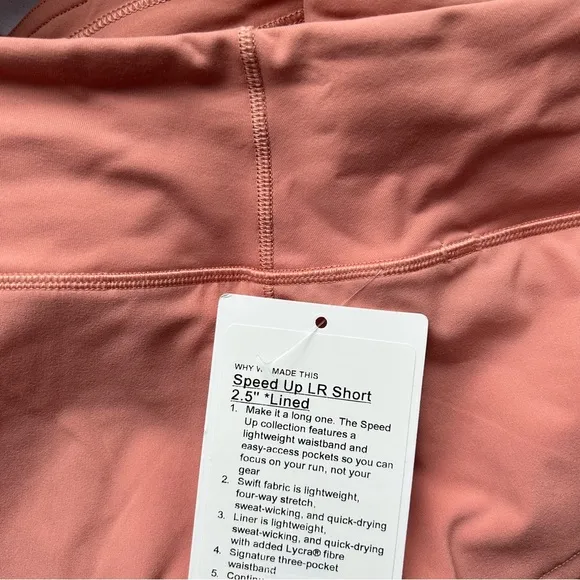 WHY W MADE THIS
Speed Up LR Short
2.5" *Lined
1. Make it a long one. The Speed
Up collection features a
lightweight waistband and
easy-access pockets so you can
focus on your run, not your
gear
2. Swift fabric is lightweight,
four-way stretch,
sweat-wicking, and quick-drying
3. Liner is lightweight,
sweat-wicking, and quick-drying
with added Lycra® fibre
4. Signature three-pocket
waistband
5.